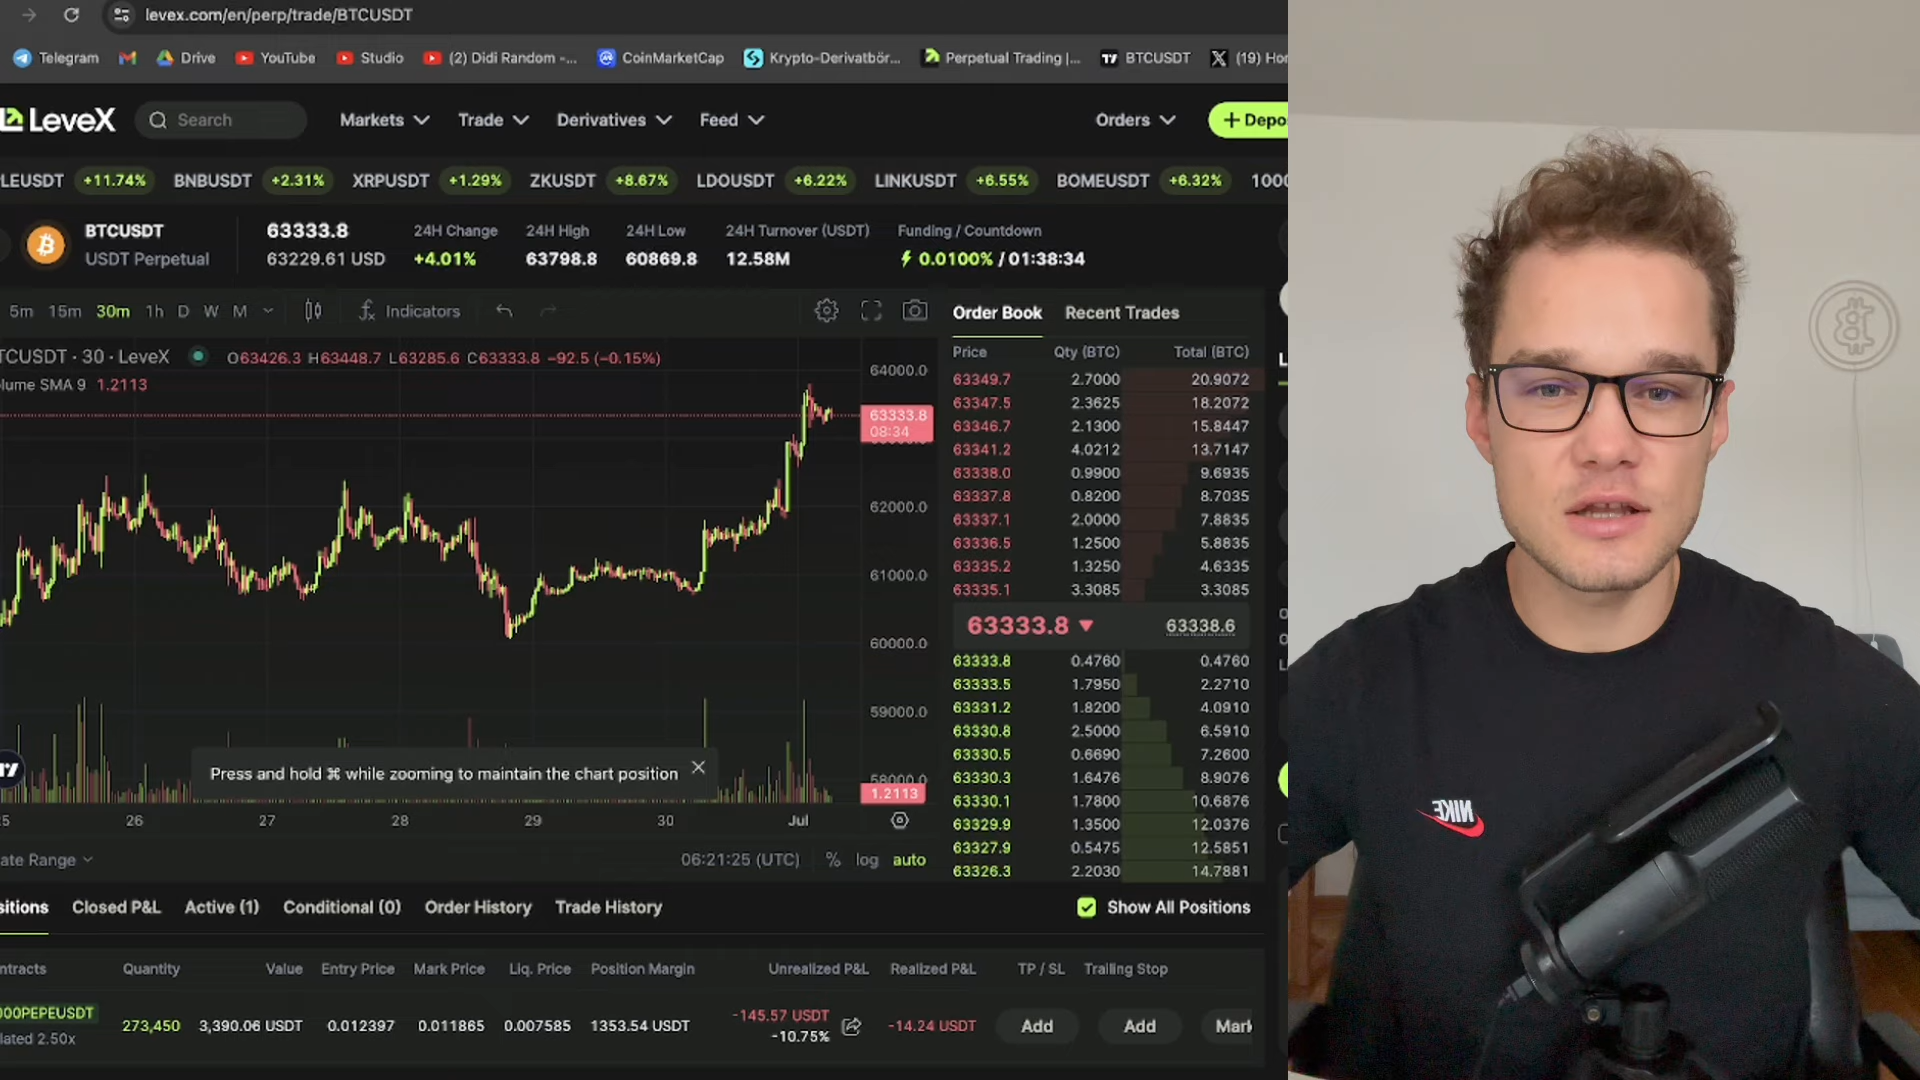 levex.com/en/perp/trade/BTCUSDT
Telegram Drive YouTube Studio (2) Didi Random -... CoinMarketCap Krypto-Derivatbör... Perpetual Trading |... BTCUSDT (19) Hor
LeveX Search Markets Trade Derivatives Feed Orders + Depo
LEUSDT +11.74% BNBUSDT +2.31% XRPUSDT +1.29% ZKUSDT +8.67% LDOUSDT +6.22% LINKUSDT +6.55% BOMEUSDT +6.32% 1000
BTCUSDT 63333.8 24H Change 24H High 24H Low 24H Turnover (USDT) Funding / Countdown
USDT Perpetual 63229.61 USD +4.01% 63798.8 60869.8 12.58M 0.0100% / 01:38:34
5m 15m 30m 1h D W M Indicators
TCUSDT · 30 · LeveX O63426.3 H63448.7 L63285.6 C63333.8 −92.5 (−0.15%)
lume SMA 9 1.2113
64000.0
63333.8
08:34
62000.0
61000.0
60000.0
59000.0
58000.0
1.2113
Press and hold ⌘ while zooming to maintain the chart position
5 26 27 28 29 30 Jul
ate Range 06:21:25 (UTC) % log auto
Order Book Recent Trades
Price Qty (BTC) Total (BTC)
63349.7 2.7000 20.9072
63347.5 2.3625 18.2072
63346.7 2.1300 15.8447
63341.2 4.0212 13.7147
63338.0 0.9900 9.6935
63337.8 0.8200 8.7035
63337.1 2.0000 7.8835
63336.5 1.2500 5.8835
63335.2 1.3250 4.6335
63335.1 3.3085 3.3085
63333.8 63338.6
63333.8 0.4760 0.4760
63333.5 1.7950 2.2710
63331.2 1.8200 4.0910
63330.8 2.5000 6.5910
63330.5 0.6690 7.2600
63330.3 1.6476 8.9076
63330.1 1.7800 10.6876
63329.9 1.3500 12.0376
63327.9 0.5475 12.5851
63326.3 2.2030 14.7881
sitions Closed P&L Active (1) Conditional (0) Order History Trade History Show All Positions
ntracts Quantity Value Entry Price Mark Price Liq. Price Position Margin Unrealized P&L Realized P&L TP / SL Trailing Stop
000PEPEUSDT 273,450 3,390.06 USDT 0.012397 0.011865 0.007585 1353.54 USDT -145.57 USDT -14.24 USDT Add Add Mark
lated 2.50x -10.75%
NIKE